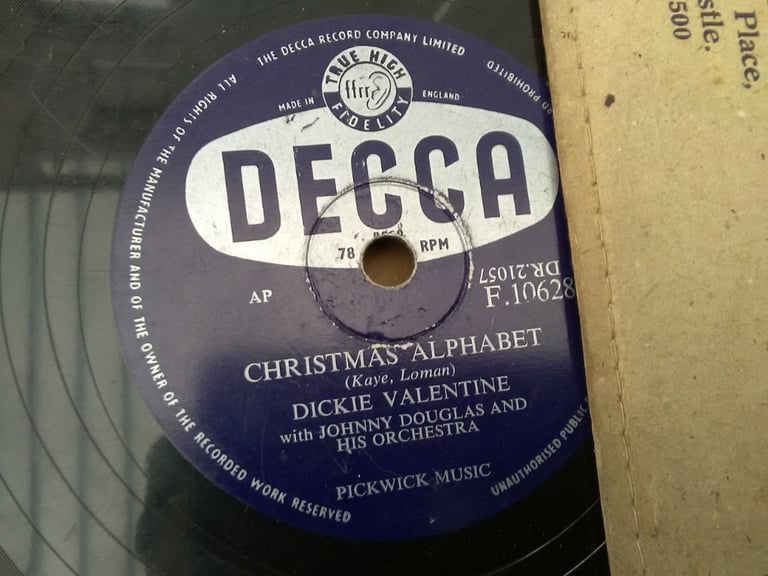 THE DECCA RECORD COMPANY LIMITED
TRUE HIGH
ffrr
FIDELITY
MADE IN ENGLAND
DECCA
78 RPM
AP
DR.21057
F.10628
CHRISTMAS ALPHABET
(Kaye, Loman)
DICKIE VALENTINE
with JOHNNY DOUGLAS AND
HIS ORCHESTRA
PICKWICK MUSIC
ALL RIGHTS OF THE MANUFACTURER AND OF THE OWNER OF THE RECORDED WORK RESERVED
UNAUTHORISED PUBLIC
RD PROHIBITED
Place,
stle.
500